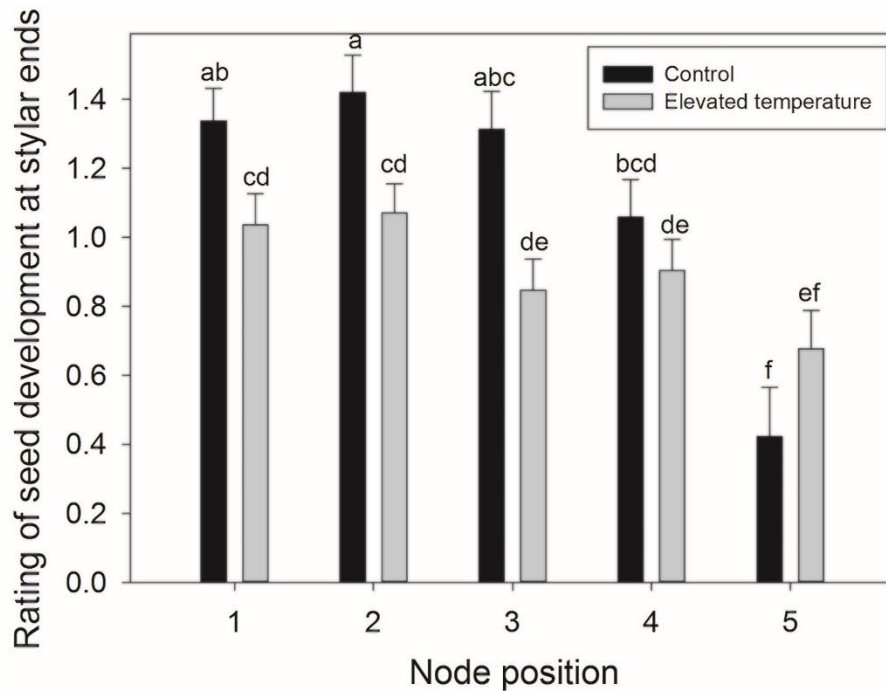 Rating of seed development at stylar ends
Control
Elevated temperature
1.4
1.2
1.0
0.8
0.6
0.4
0.2
0.0
ab
cd
a
cd
abc
de
bcd
de
f
ef
1 2 3 4 5
Node position